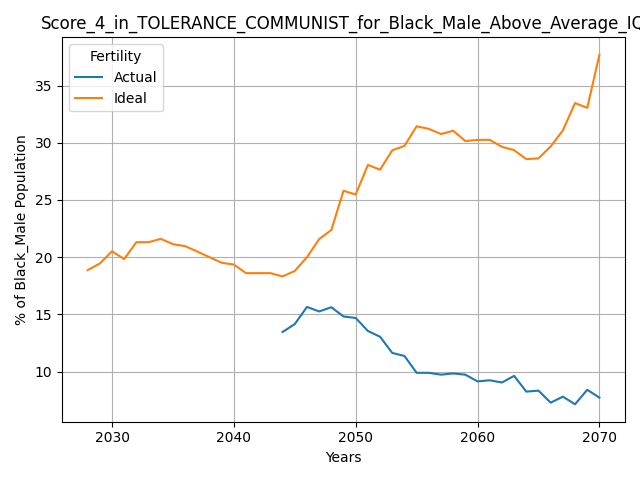 Score_4_in_TOLERANCE_COMMUNIST_for_Black_Male_Above_Average_IQ
Fertility
Actual
Ideal
% of Black_Male Population
35
30
25
20
15
10
2030
2040
2050
2060
2070
Years